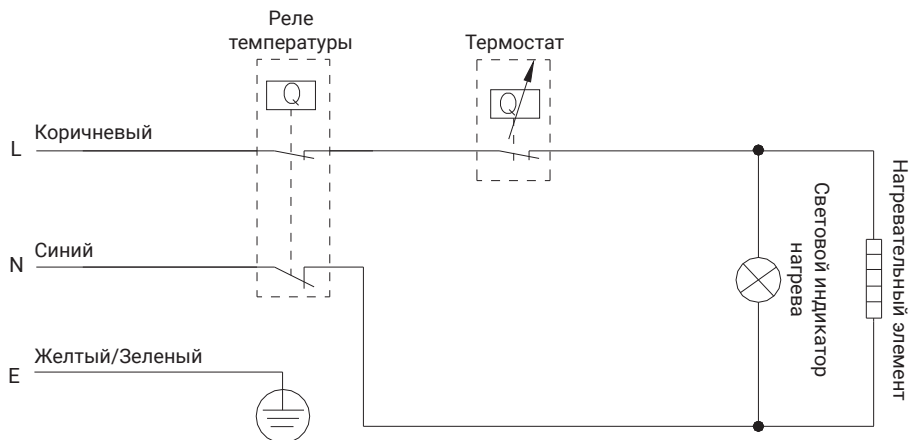 Реле
температуры
Термостат
Q
Q
L
Коричневый
N
Синий
E
Желтый/Зеленый
Световой индикатор
нагрева
Нагревательный элемент